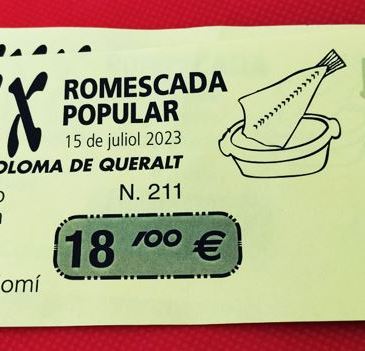 X ROMESCADA
POPULAR
15 de juliol 2023
OLOMA DE QUERALT
N. 211
18 '00 €
omí